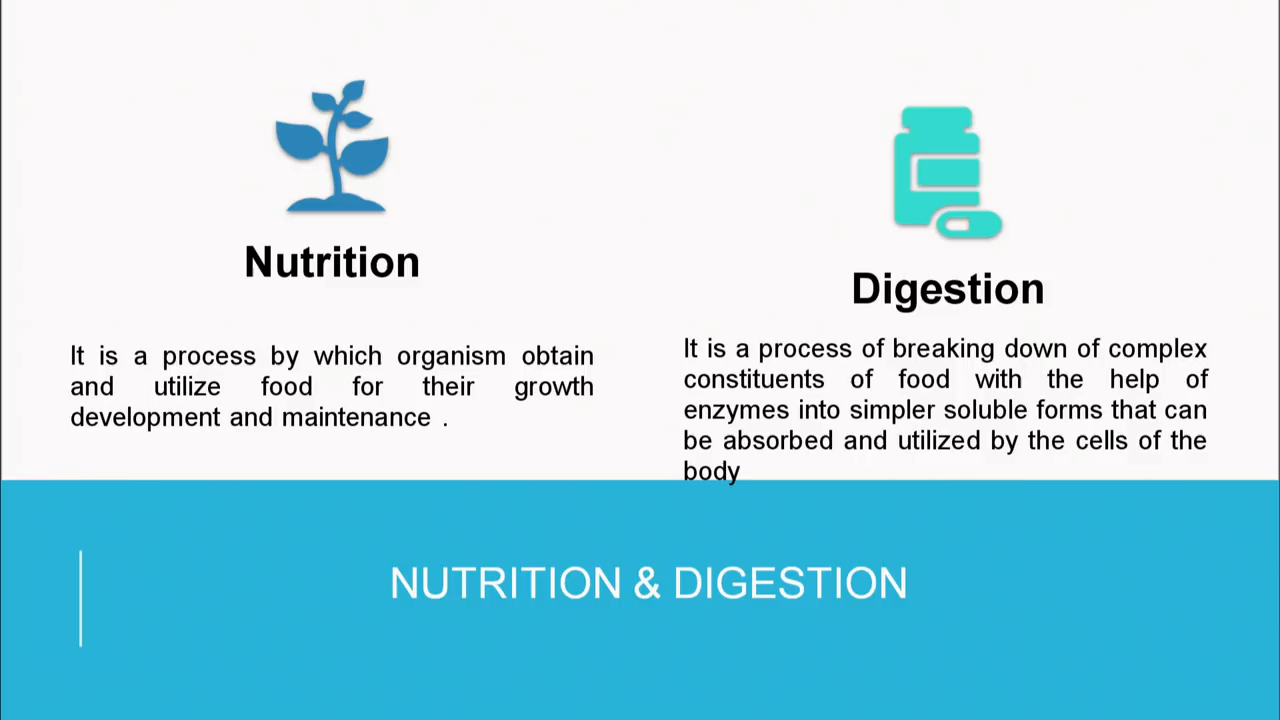 Nutrition
It is a process by which organism obtain
and utilize food for their growth
development and maintenance .
Digestion
It is a process of breaking down of complex
constituents of food with the help of
enzymes into simpler soluble forms that can
be absorbed and utilized by the cells of the
body
NUTRITION & DIGESTION